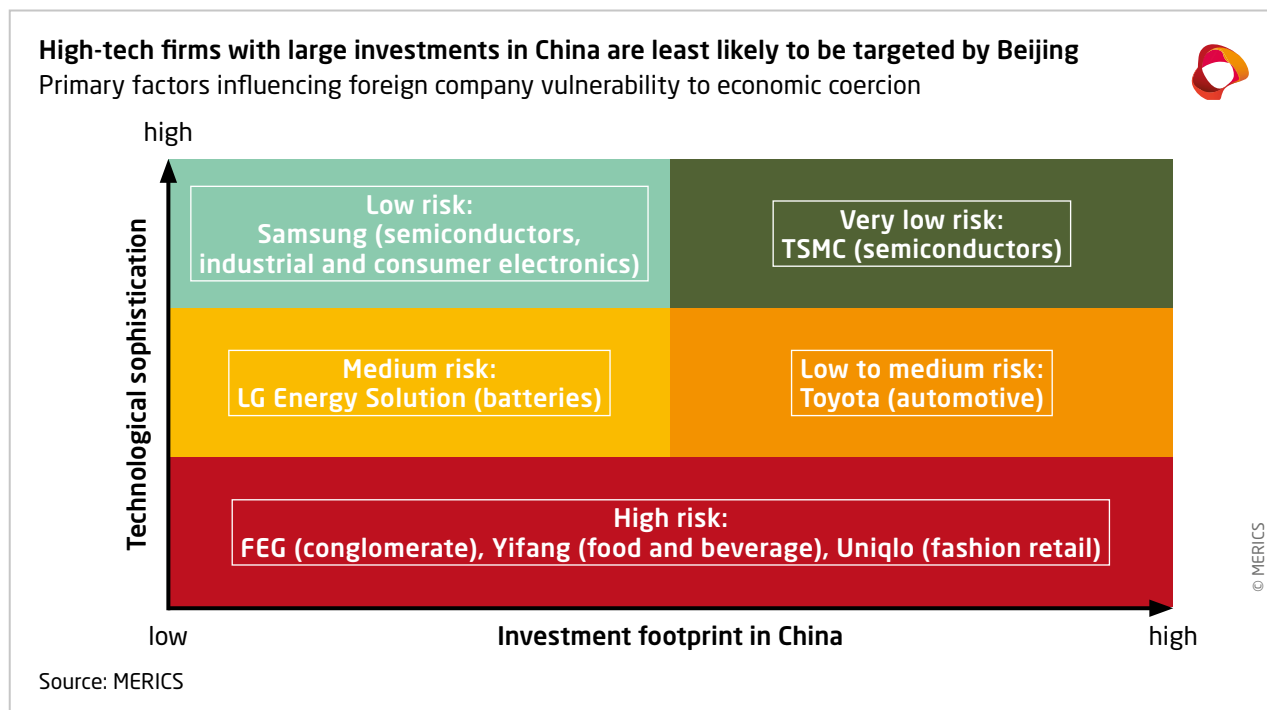 High-tech firms with large investments in China are least likely to be targeted by Beijing
Primary factors influencing foreign company vulnerability to economic coercion
high
Technological sophistication
Low risk:
Samsung (semiconductors,
industrial and consumer electronics)
Very low risk:
TSMC (semiconductors)
Medium risk:
LG Energy Solution (batteries)
Low to medium risk:
Toyota (automotive)
High risk:
FEG (conglomerate), Yifang (food and beverage), Uniqlo (fashion retail)
low
Investment footprint in China
high
© MERICS
Source: MERICS